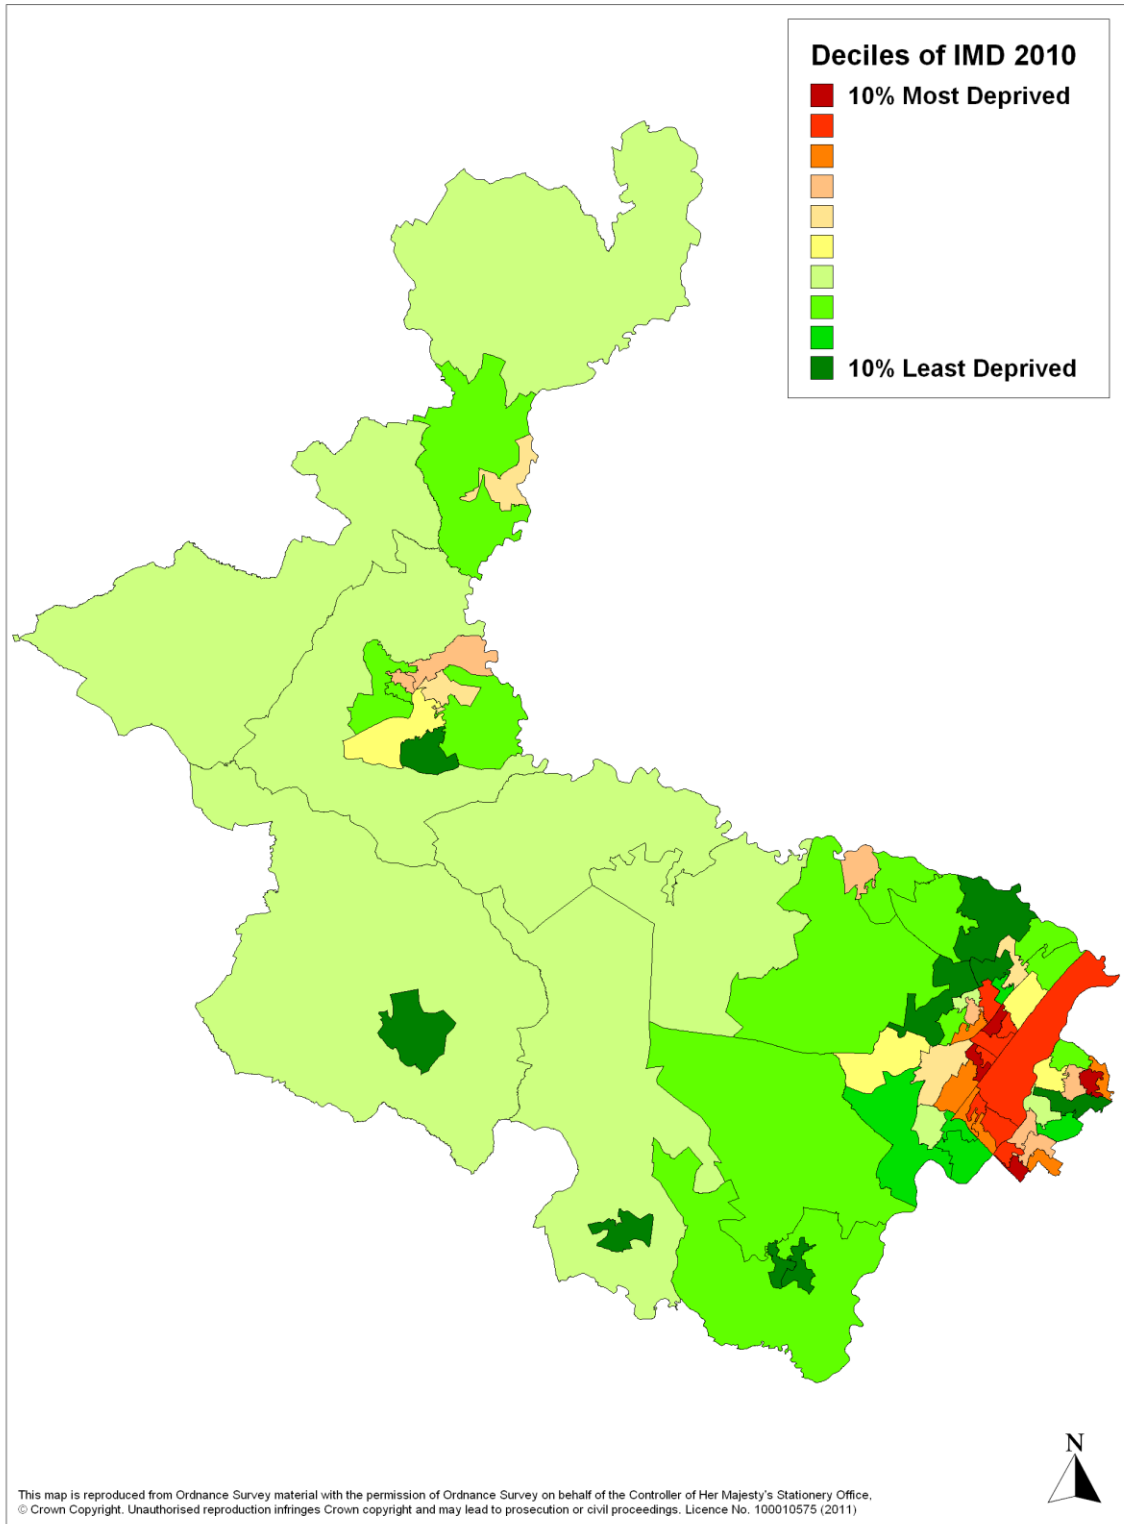 Deciles of IMD 2010
10% Most Deprived
10% Least Deprived
N
This map is reproduced from Ordnance Survey material with the permission of Ordnance Survey on behalf of the Controller of Her Majesty's Stationery Office,
© Crown Copyright. Unauthorised reproduction infringes Crown copyright and may lead to prosecution or civil proceedings. Licence No. 100010575 (2011)